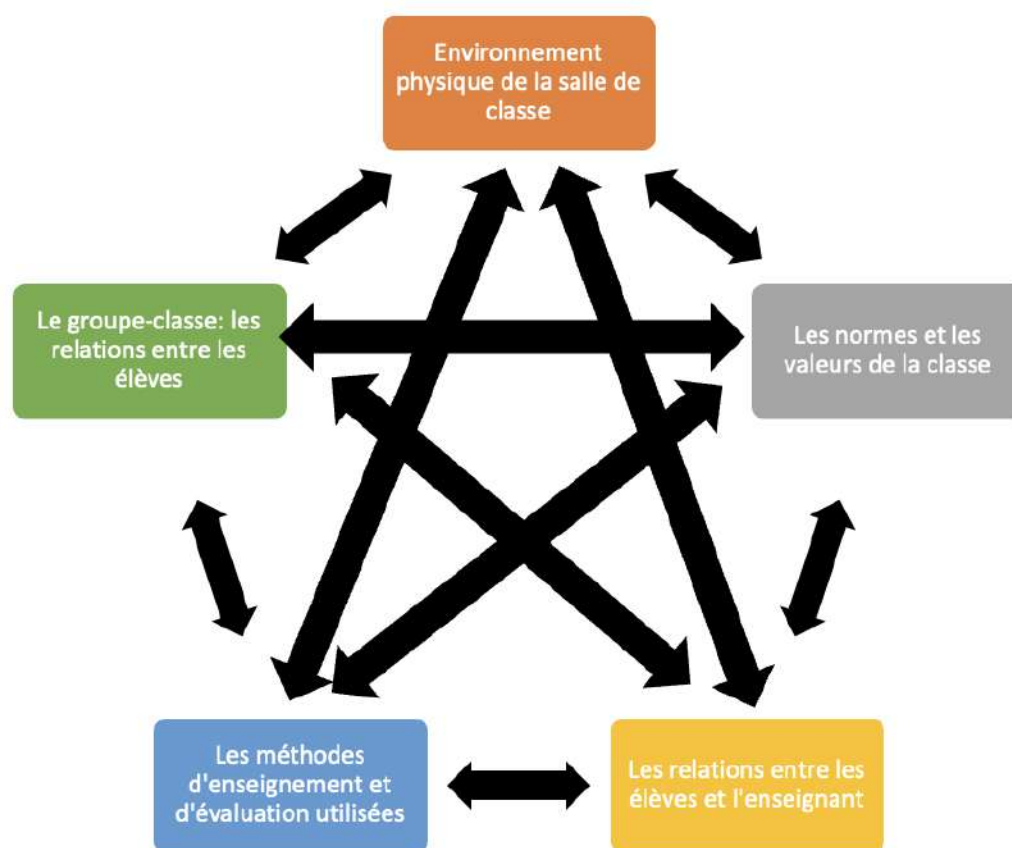 Environnement
physique de la salle de
classe
Le groupe-classe: les
relations entre les
élèves
Les normes et les
valeurs de la classe
Les méthodes
d'enseignement et
d'évaluation utilisées
Les relations entre les
élèves et l'enseignant